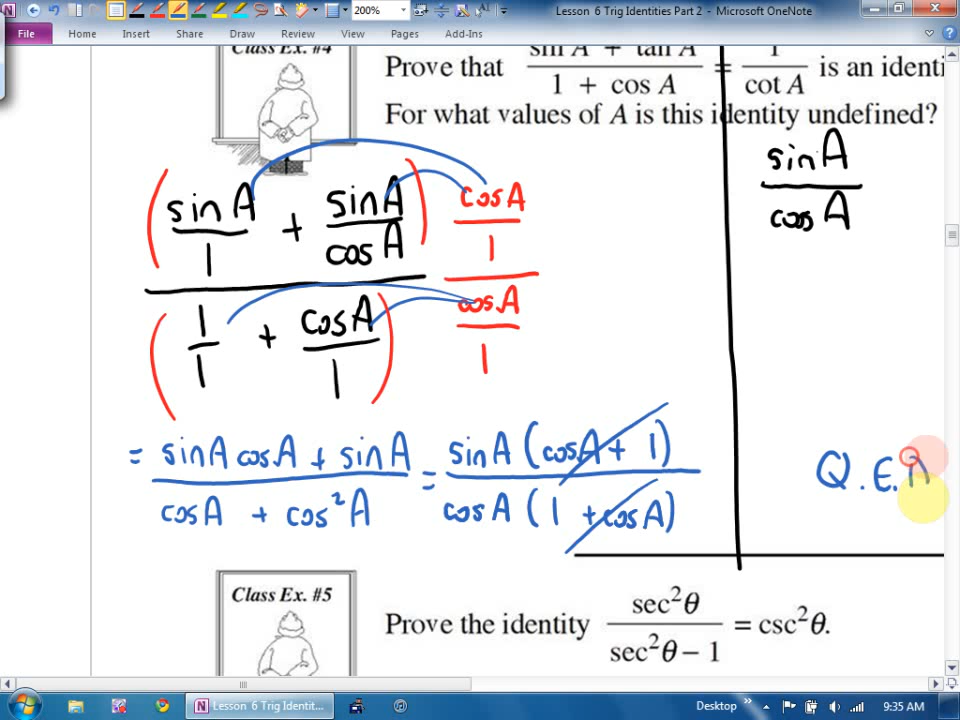 Lesson 6 Trig Identities Part 2 - Microsoft OneNote
200%
File Home Insert Share Draw Review View Pages Add-Ins
Class Ex. #4
Prove that (sin A + tan A)/(1 + cos A) = 1/cot A is an identi
For what values of A is this identity undefined?
((sinA/1 + sinA/cosA) / (1/1 + cosA/1)) (cosA/1)/(cosA/1)
sinA/cosA
= (sinA cosA + sinA)/(cosA + cos²A) = sinA (cosA + 1)/cosA (1 + cosA)
Q.E.
Class Ex. #5
Prove the identity sec²θ/(sec²θ – 1) = csc²θ.
Lesson 6 Trig Identit...
Desktop
9:35 AM